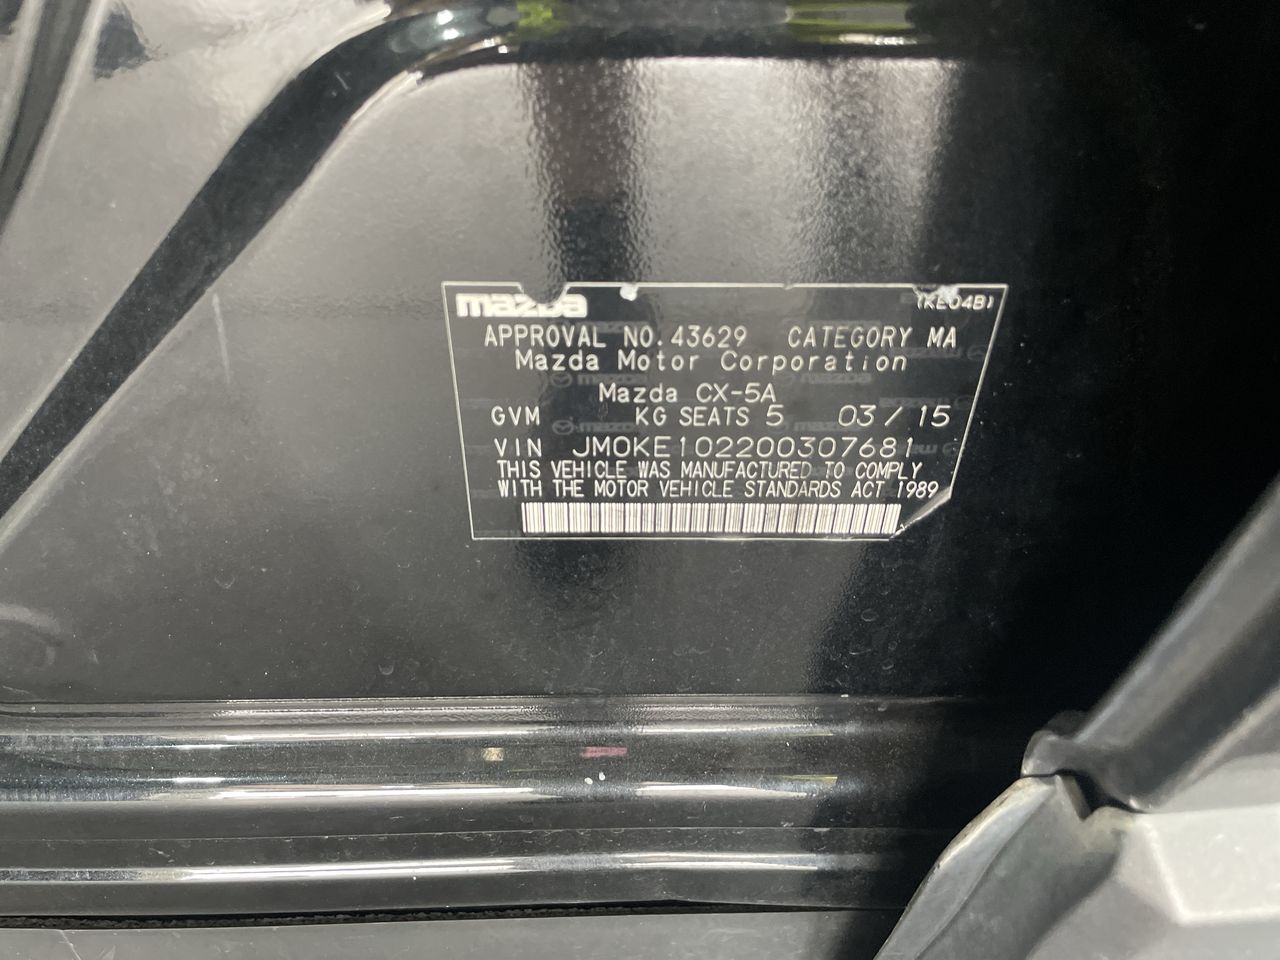 mazda (KE04B)
APPROVAL NO.43629 CATEGORY MA
Mazda Motor Corporation
Mazda CX-5A
GVM KG SEATS 5 03/15
VIN JM0KE102200307681
THIS VEHICLE WAS MANUFACTURED TO COMPLY
WITH THE MOTOR VEHICLE STANDARDS ACT 1989